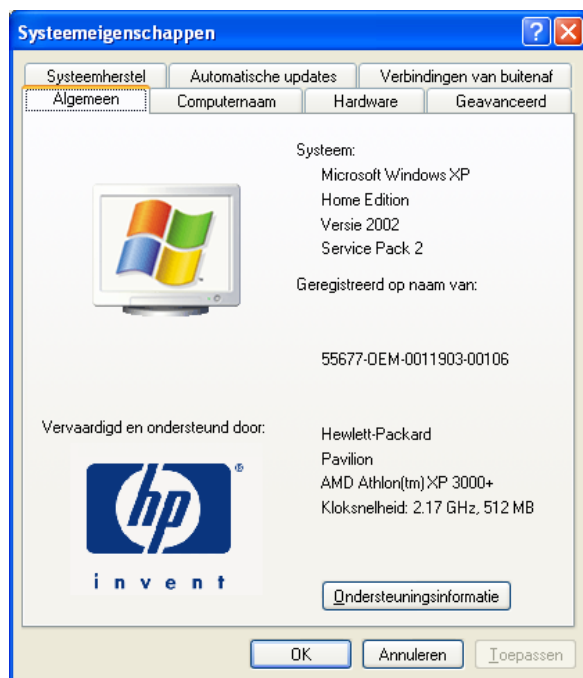 Systeemeigenschappen
Systeemherstel
Automatische updates
Verbindingen van buitenaf
Algemeen
Computernaam
Hardware
Geavanceerd
Systeem:
Microsoft Windows XP
Home Edition
Versie 2002
Service Pack 2
Geregistreerd op naam van:
55677-OEM-0011903-00106
Vervaardigd en ondersteund door:
Hewlett-Packard
Pavilion
AMD Athlon(tm) XP 3000+
Kloksnelheid: 2.17 GHz, 512 MB
hp
®
invent
Ondersteuningsinformatie
OK
Annuleren
Toepassen